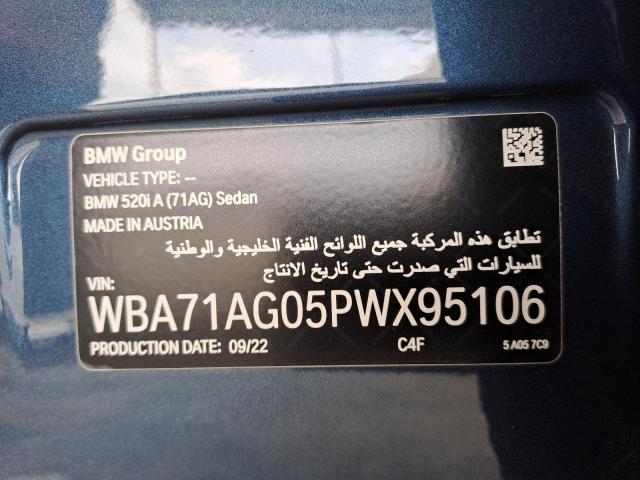 BMW Group
VEHICLE TYPE: --
BMW 520i A (71AG) Sedan
MADE IN AUSTRIA
تطابق هذه المركبة جميع اللوائح الفنية الخليجية والوطنية
للسيارات التي صدرت حتى تاريخ الانتاج
VIN:
WBA71AG05PWX95106
PRODUCTION DATE: 09/22 C4F 5 A05 7C9